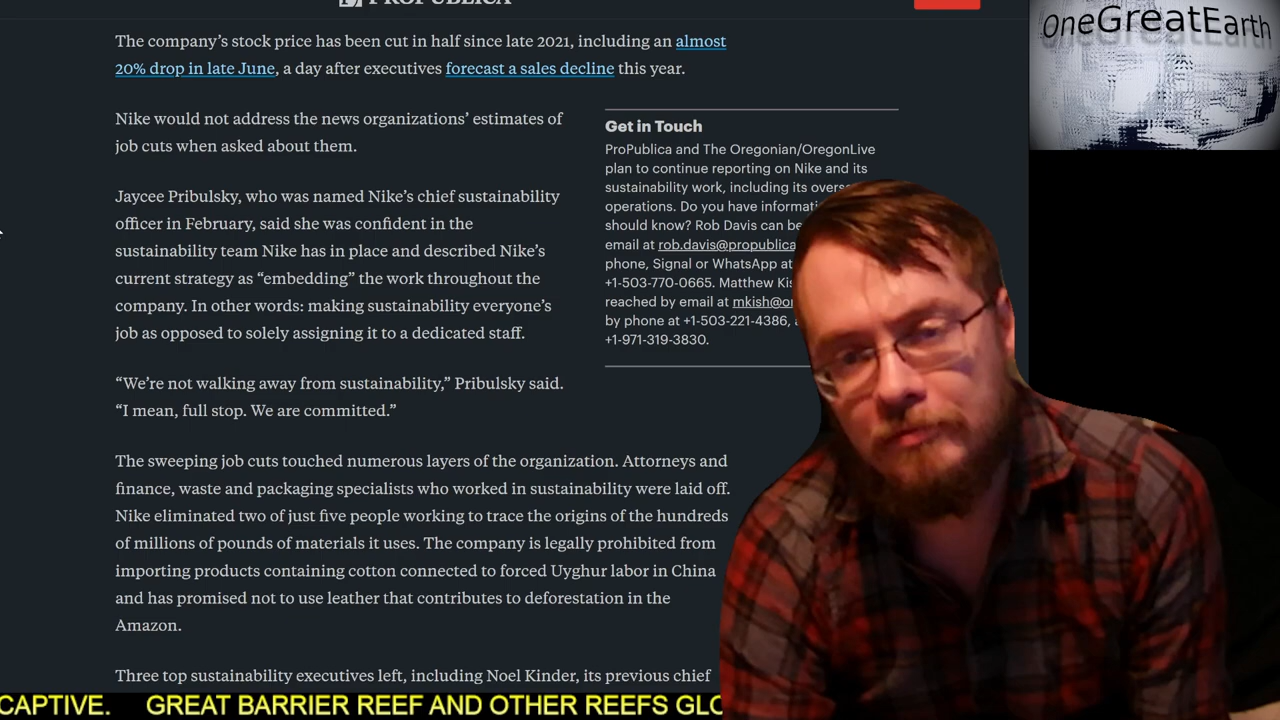 PROPUBLICA
OneGreatEarth
The company’s stock price has been cut in half since late 2021, including an almost
20% drop in late June, a day after executives forecast a sales decline this year.
Nike would not address the news organizations’ estimates of
job cuts when asked about them.
Jaycee Pribulsky, who was named Nike’s chief sustainability
officer in February, said she was confident in the
sustainability team Nike has in place and described Nike’s
current strategy as “embedding” the work throughout the
company. In other words: making sustainability everyone’s
job as opposed to solely assigning it to a dedicated staff.
“We’re not walking away from sustainability,” Pribulsky said.
“I mean, full stop. We are committed.”
Get in Touch
ProPublica and The Oregonian/OregonLive
plan to continue reporting on Nike and its
sustainability work, including its
operations. Do you have
should know? Rob Davis can be
email at
phone, Signal or WhatsApp at
+1-503-770-0665. Matthew
reached by email at
by phone at +1-503-221-4386,
+1-971-319-3830.
The sweeping job cuts touched numerous layers of the organization. Attorneys and
finance, waste and packaging specialists who worked in sustainability were laid off.
Nike eliminated two of just five people working to trace the origins of the hundreds
of millions of pounds of materials it uses. The company is legally prohibited from
importing products containing cotton connected to forced Uyghur labor in China
and has promised not to use leather that contributes to deforestation in the
Amazon.
Three top sustainability executives left, including Noel Kinder, its previous chief
CAPTIVE. GREAT BARRIER REEF AND OTHER REEFS